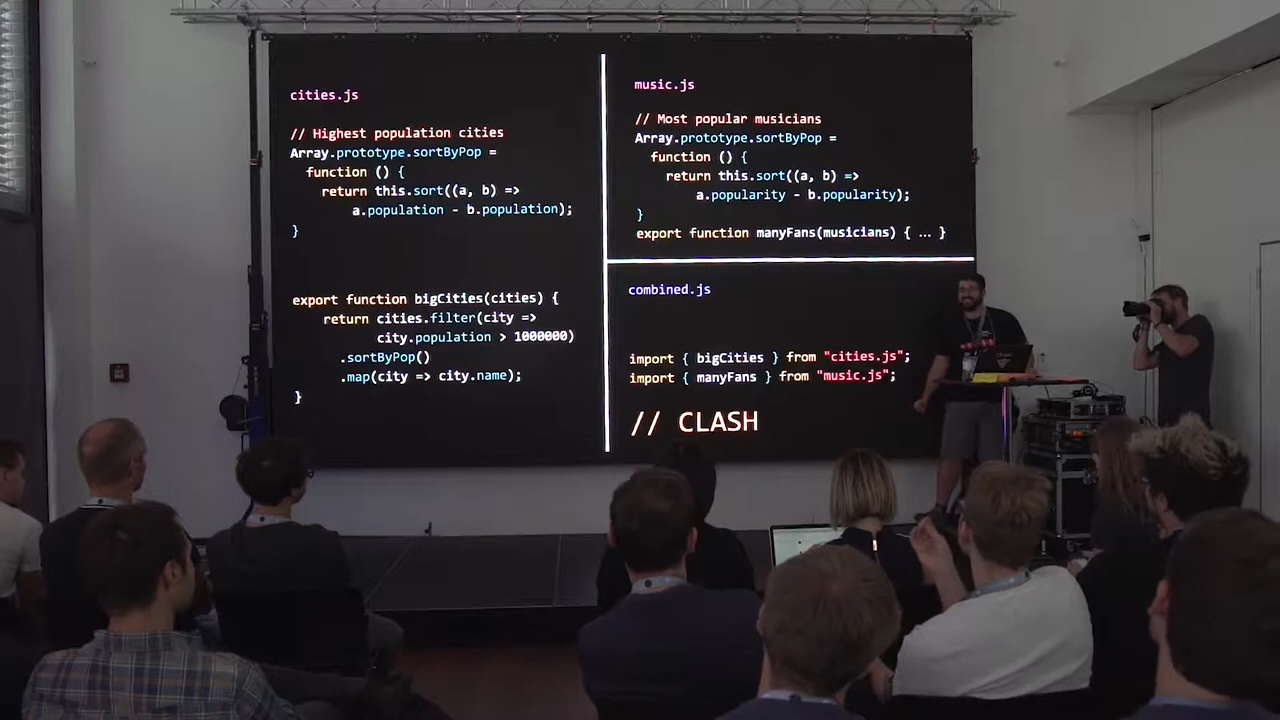 cities.js
// Highest population cities
Array.prototype.sortByPop =
function () {
return this.sort((a, b) =>
a.population - b.population);
}
export function bigCities(cities) {
return cities.filter(city =>
city.population > 1000000)
.sortByPop()
.map(city => city.name);
}
music.js
// Most popular musicians
Array.prototype.sortByPop =
function () {
return this.sort((a, b) =>
a.popularity - b.popularity);
}
export function manyFans(musicians) { … }
combined.js
import { bigCities } from "cities.js";
import { manyFans } from "music.js";
// CLASH